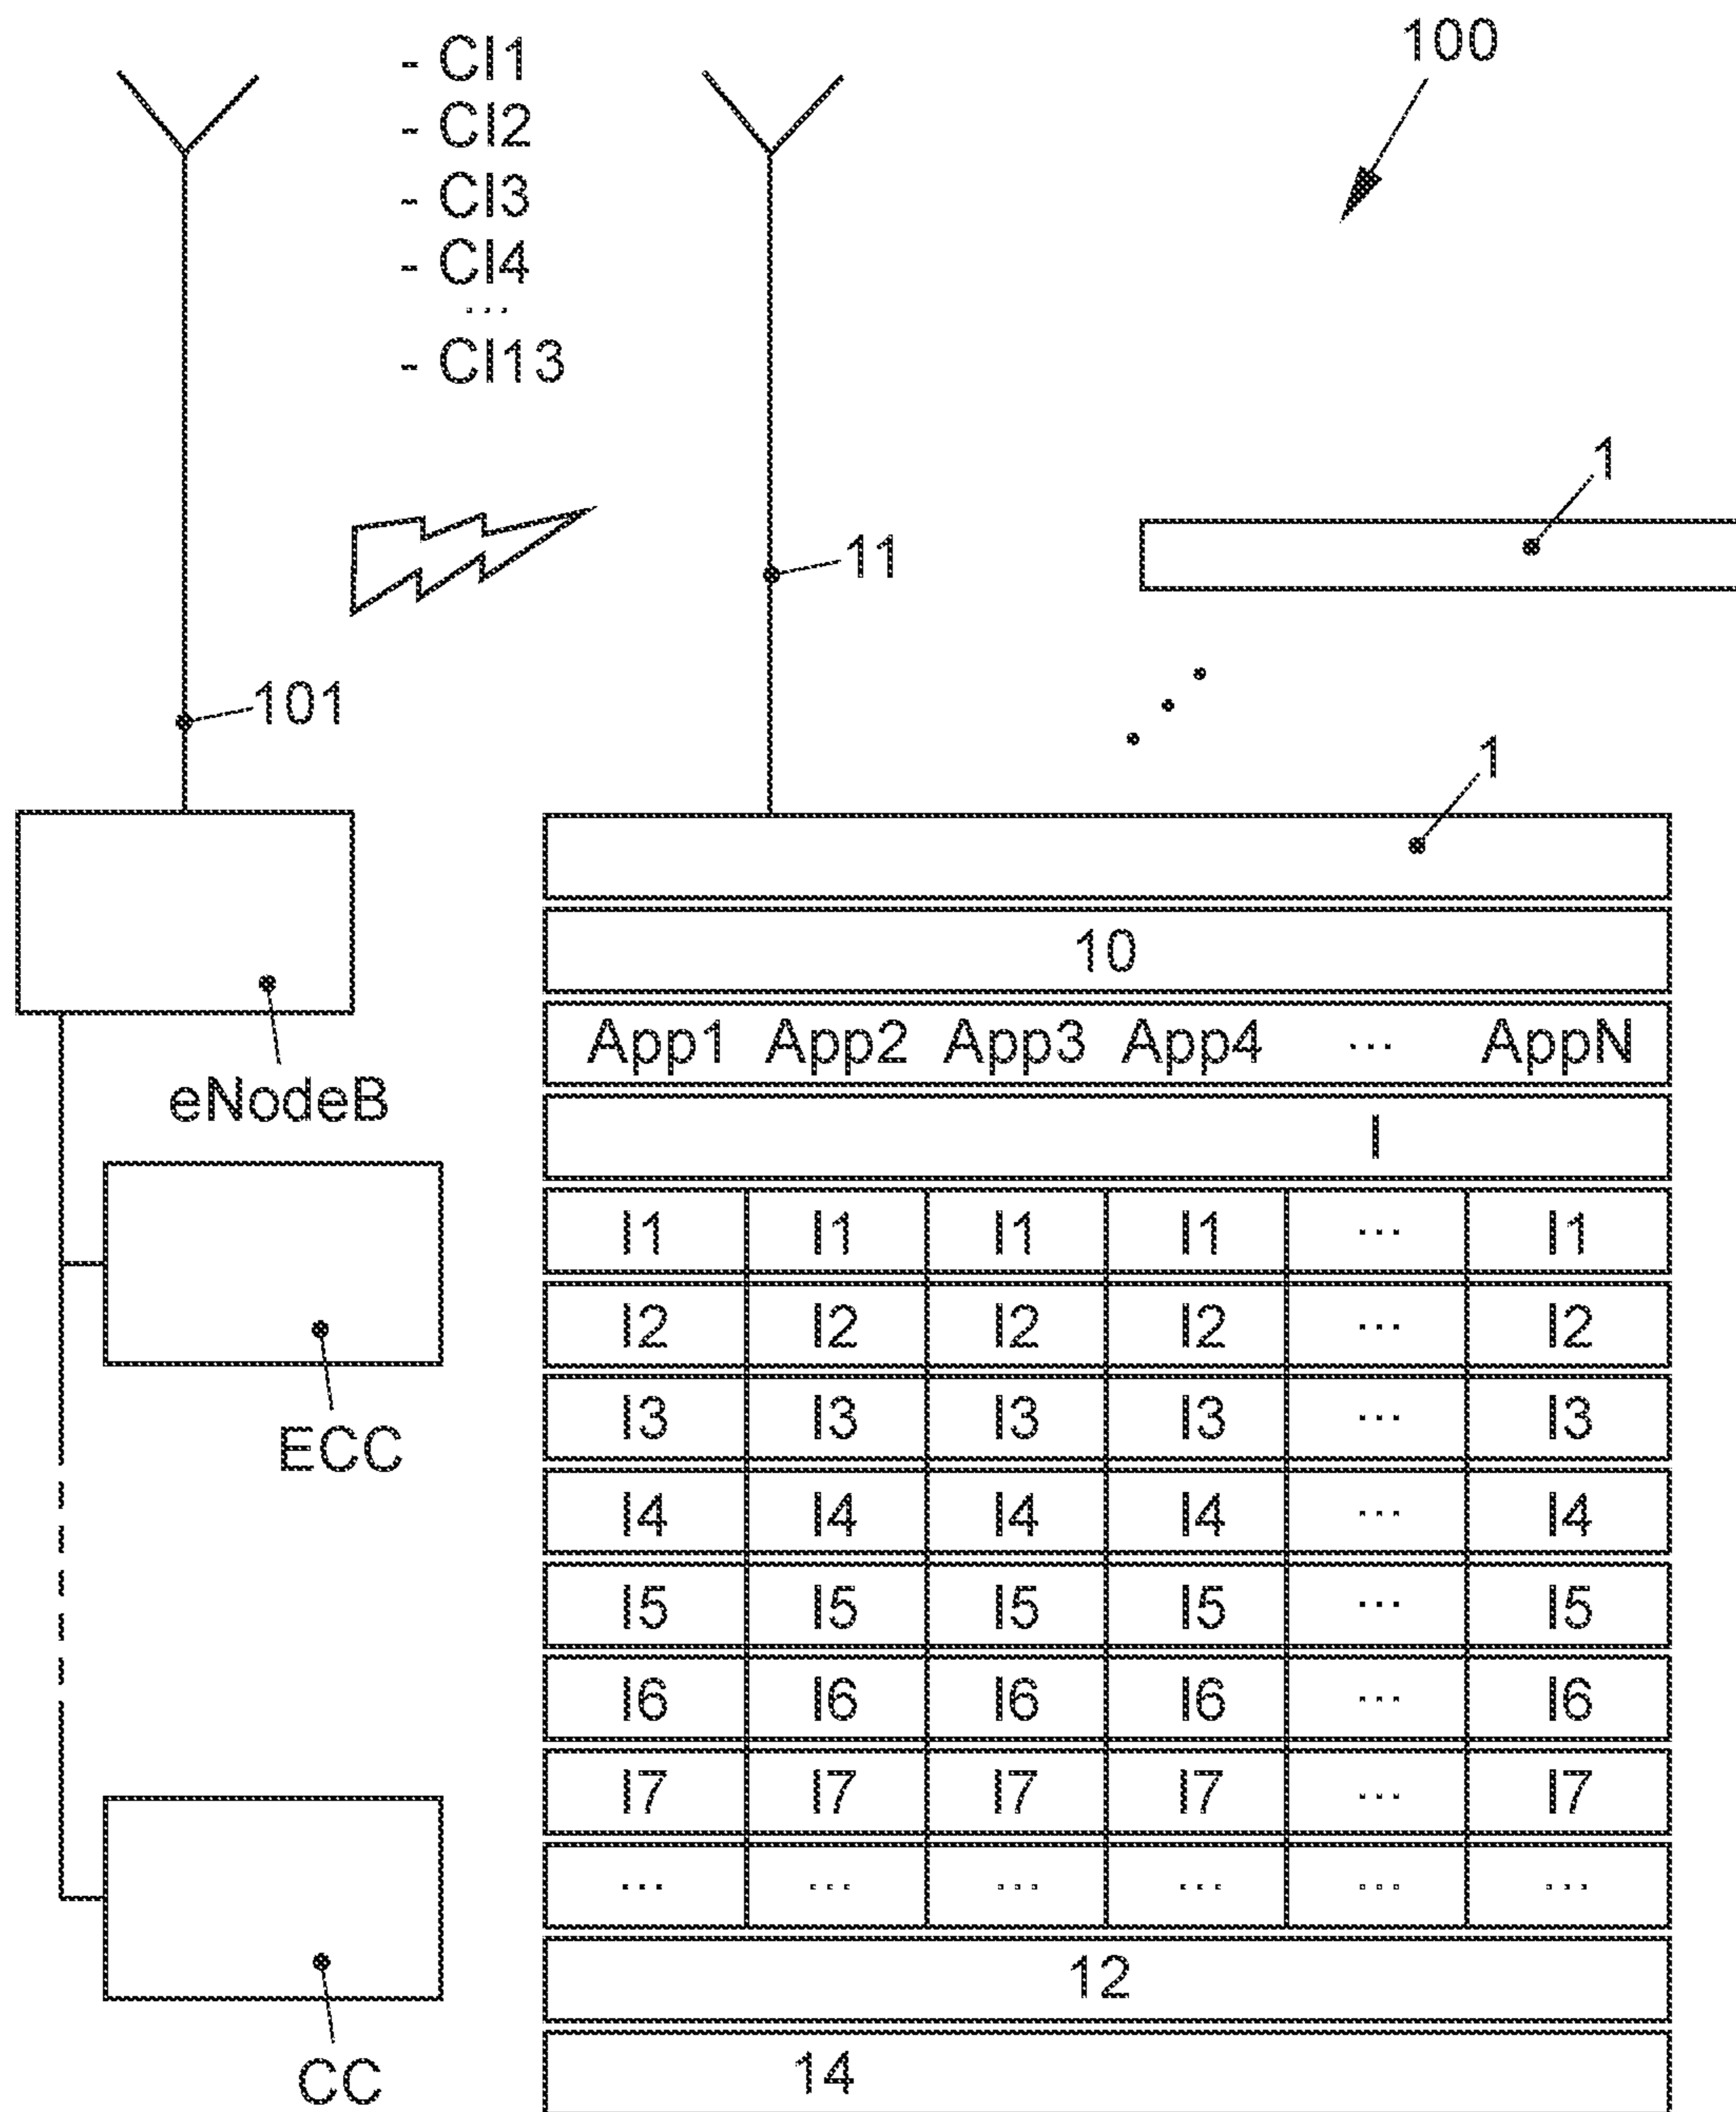 100
- CI1
- CI2
- CI3
- CI4
...
- CI13
1
11
101
1
10
App1 App2 App3 App4 ... AppN
eNodeB
I
I1 I1 I1 I1 ... I1
I2 I2 I2 I2 ... I2
ECC
I3 I3 I3 I3 ... I3
I4 I4 I4 I4 ... I4
I5 I5 I5 I5 ... I5
I6 I6 I6 I6 ... I6
I7 I7 I7 I7 ... I7
... ... ... ... ... ...
12
CC
14